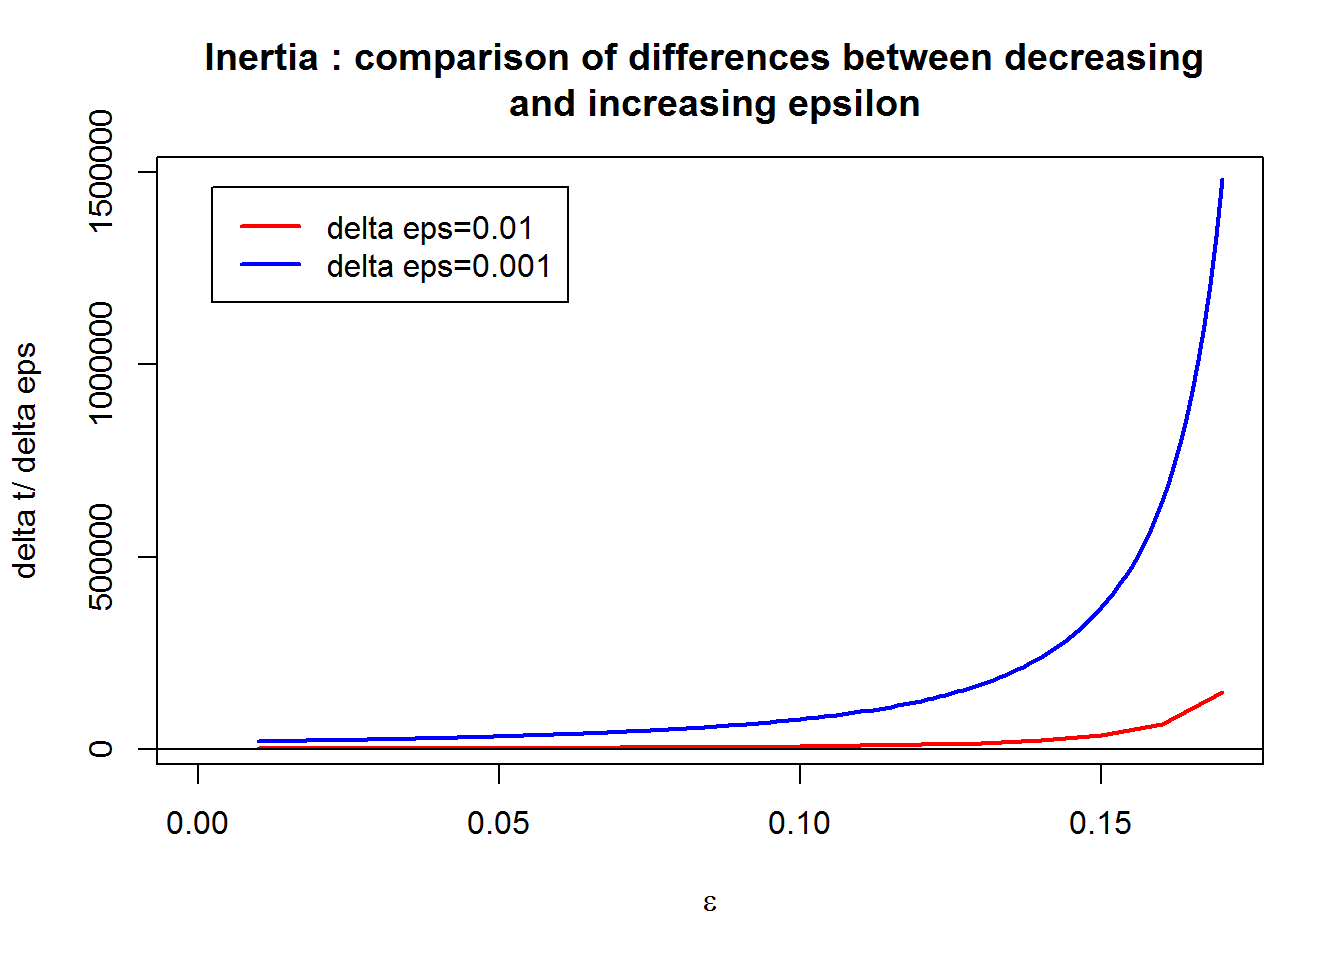 Inertia : comparison of differences between decreasing
and increasing epsilon
delta t/ delta eps
1500000
1000000
500000
0
delta eps=0.01
delta eps=0.001
0.00
0.05
0.10
0.15
ε